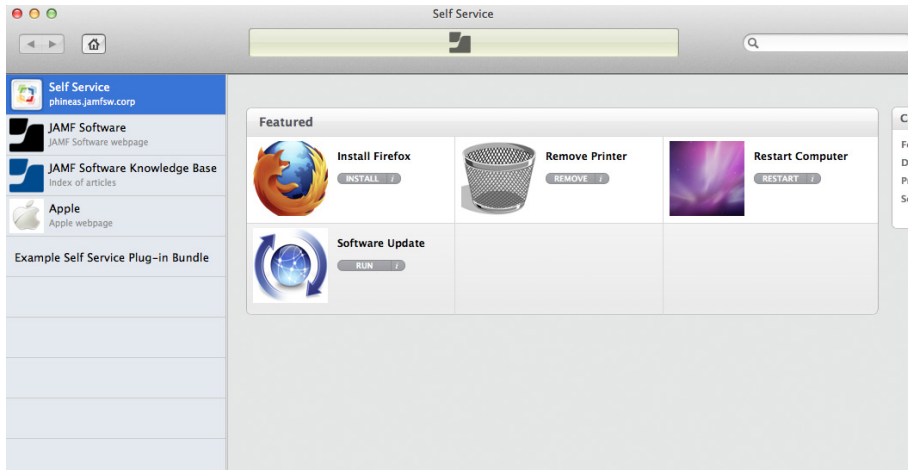 Self Service
Self Service
phineas.jamfsw.corp
JAMF Software
JAMF Software webpage
JAMF Software Knowledge Base
Index of articles
Apple
Apple webpage
Example Self Service Plug-in Bundle
Featured
Install Firefox
INSTALL i
Remove Printer
REMOVE i
Restart Computer
RESTART i
Software Update
RUN i